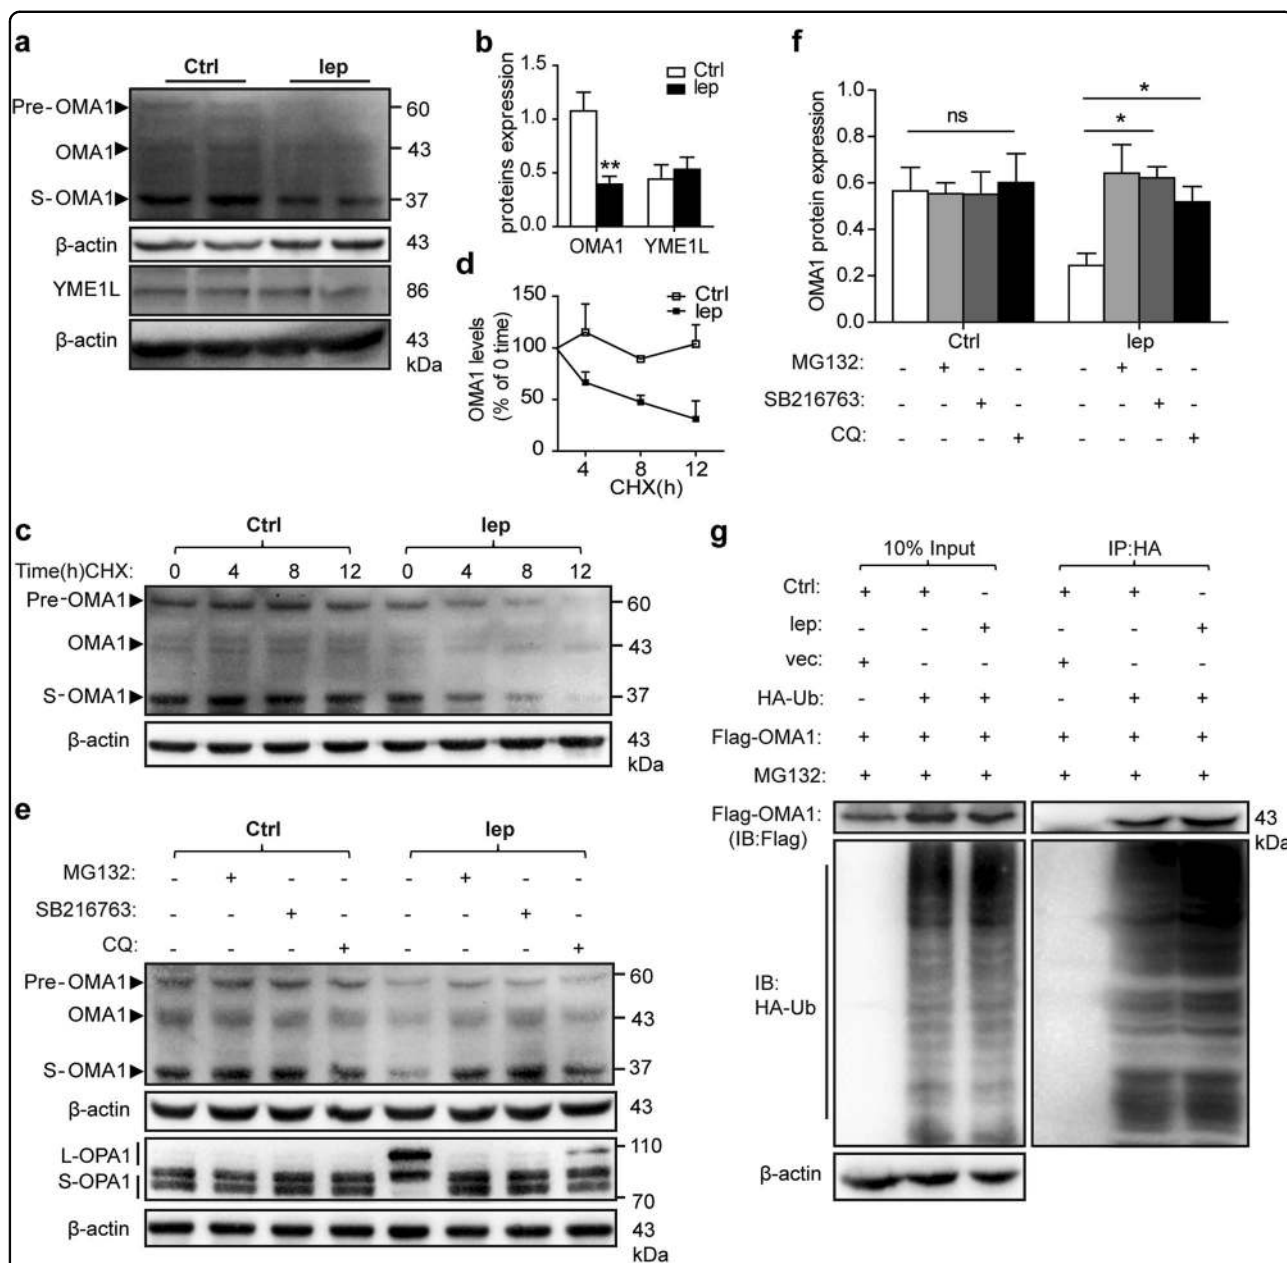 a
Ctrl lep
Pre-OMA1 60
OMA1 43
S-OMA1 37
β-actin 43
YME1L 86
β-actin 43
kDa
b
proteins expression
1.5
1.0
0.5
0.0
Ctrl
lep
**
OMA1 YME1L
d
OMA1 levels
(% of 0 time)
150
100
50
0
Ctrl
lep
4 8 12
CHX(h)
f
OMA1 protein expression
1.0
0.8
0.6
0.4
0.2
0.0
ns
*
*
Ctrl lep
MG132: - + - - - + - -
SB216763: - - + - - - + -
CQ: - - - + - - - +
c
Ctrl lep
Time(h)CHX: 0 4 8 12 0 4 8 12
Pre-OMA1 60
OMA1 43
S-OMA1 37
β-actin 43
kDa
e
Ctrl lep
MG132: - + - - - + - -
SB216763: - - + - - - + -
CQ: - - - + - - - +
Pre-OMA1 60
OMA1 43
S-OMA1 37
β-actin 43
L-OPA1 110
S-OPA1
70
β-actin 43
kDa
g
10% Input IP:HA
Ctrl: + + - + + -
lep: - - + - - +
vec: + - - + - -
HA-Ub: - + + - + +
Flag-OMA1: + + + + + +
MG132: + + + + + +
Flag-OMA1: 43
(IB:Flag) kDa
IB:
HA-Ub
β-actin